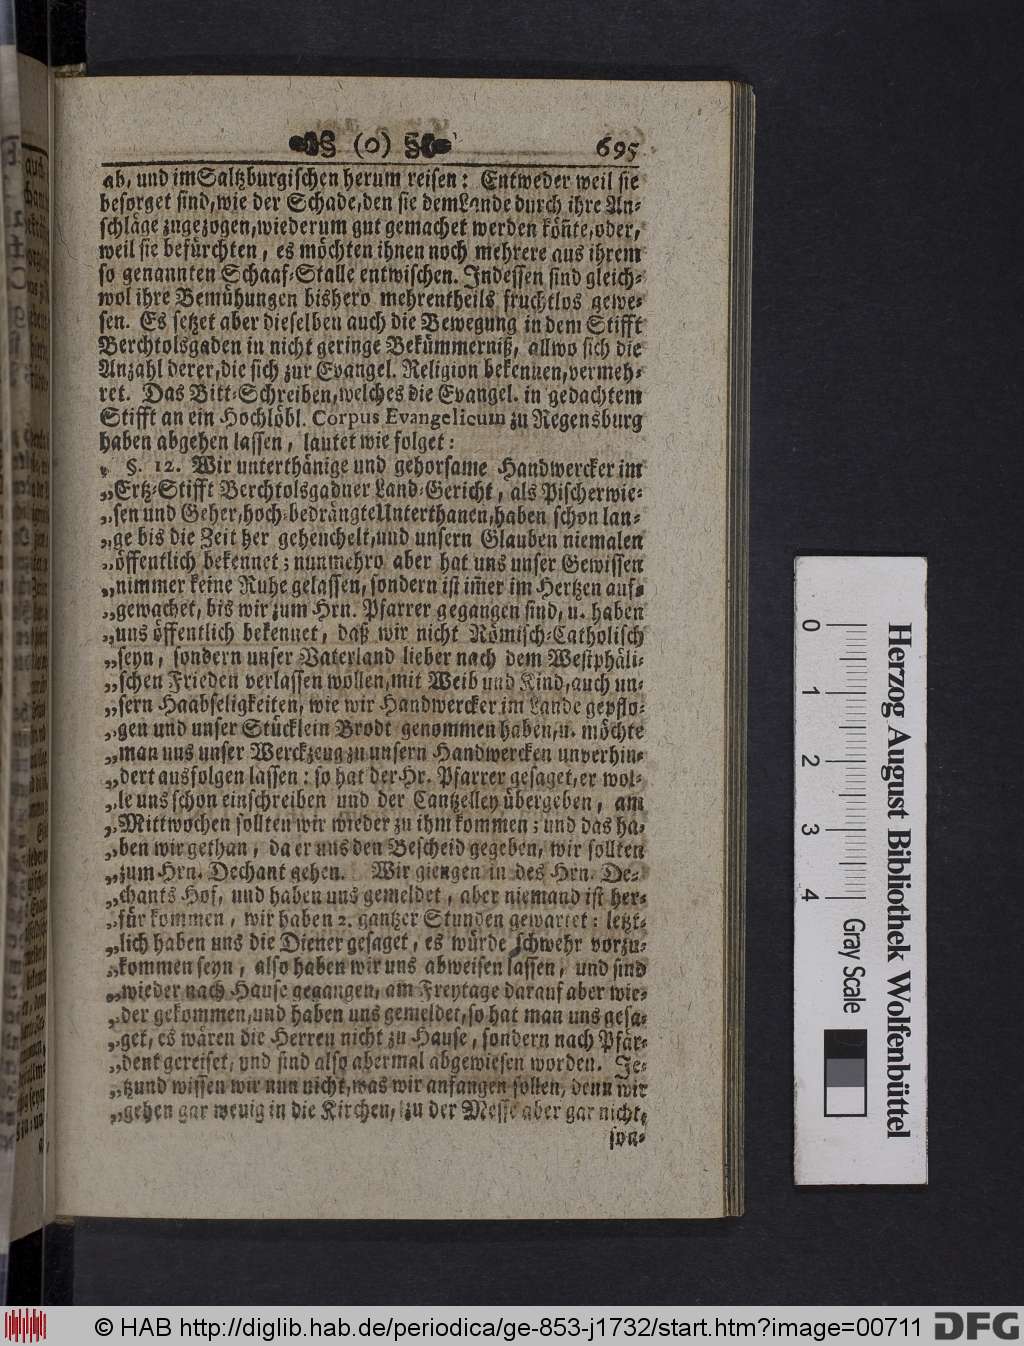 § (o) § 695
ab, und im Saltzburgischen herum reisen: Entweder weil sie
besorget sind, wie der Schade, den sie dem Lande durch ihre An-
schläge zugezogen, wiederum gut gemachet werden kön̄te, oder,
weil sie befürchten, es möchten ihnen noch mehrere aus ihrem
so genannten Schaaf-Stalle entwischen. Indessen sind gleich-
wol ihre Bemühungen bishero mehrentheils fruchtlos gewe-
sen. Es setzet aber dieselben auch die Bewegung in dem Stifft
Berchtolsgaden in nicht geringe Bekümmerniß, allwo sich die
Anzahl derer, die sich zur Evangel. Religion bekennen, vermeh-
ret. Das Bitt-Schreiben, welches die Evangel. in gedachtem
Stifft an ein Hochlöbl. Corpus Evangelicum zu Regensburg
haben abgehen lassen, lautet wie folget:
§. 12. Wir unterthänige und gehorsame Handwercker im
„Ertz-Stifft Berchtolsgadner Land-Gericht, als Pischerwie-
„sen und Geher, hoch-bedrängte Unterthanen, haben schon lan-
„ge bis die Zeit her geheuchelt, und unsern Glauben niemalen
„öffentlich bekennet; nunmehro aber hat uns unser Gewissen
„nimmer keine Ruhe gelassen, sondern ist im̄er im Hertzen auf-
„gewachet, bis wir zum Hrn. Pfarrer gegangen sind, u. haben
„uns öffentlich bekennet, daß wir nicht Römisch-Catholisch
„seyn, sondern unser Vaterland lieber nach dem Westphäli-
„schen Frieden verlassen wollen, mit Weib und Kind, auch un-
„sern Haabseligkeiten, wie wir Handwercker im Lande gepflo-
„gen und unser Stücklein Brodt genommen haben, u. möchte
„man uns unser Werckzeug zu unsern Handwercken unverhin-
„dert ausfolgen lassen: so hat der Hr. Pfarrer gesaget, er wol-
„le uns schon einschreiben und der Cantzelley übergeben, am
„Mittwochen sollten wir wieder zu ihm kommen; und das ha-
„ben wir gethan, da er uns den Bescheid gegeben, wir sollten
„zum Hrn. Dechant gehen. Wir giengen in des Hrn. De-
„chants Hof, und haben uns gemeldet, aber niemand ist her-
„für kommen, wir haben 2. gantzer Stunden gewartet: letzt-
„lich haben uns die Diener gesaget, es würde schwehr vorzu-
„kommen seyn, also haben wir uns abweisen lassen, und sind
„wieder nach Hause gegangen, am Freytage darauf aber wie-
„der gekommen, und haben uns gemeldet, so hat man uns gesa-
„get, es wären die Herren nicht zu Hause, sondern nach Pfär-
„dent gereiset, und sind also abermal abgewiesen worden. Je-
„tzund wissen wir nun nicht, was wir anfangen sollen, denn wir
„gehen gar wenig in die Kirchen, zu der Messe aber gar nicht,
son-
0 1 2 3 4
Gray Scale
Herzog August Bibliothek Wolfenbüttel
© HAB http://diglib.hab.de/periodica/ge-853-j1732/start.htm?image=00711
DFG